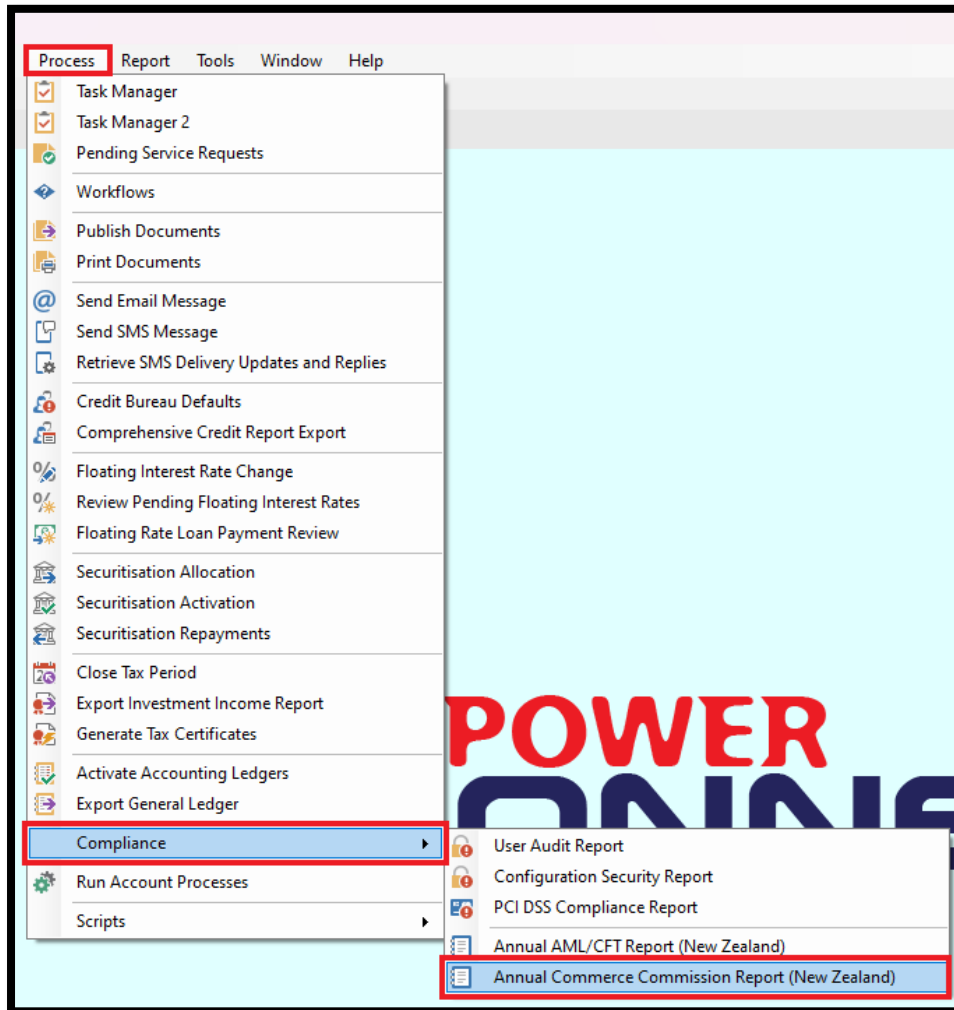 Process Report Tools Window Help
Task Manager
Task Manager 2
Pending Service Requests
Workflows
Publish Documents
Print Documents
Send Email Message
Send SMS Message
Retrieve SMS Delivery Updates and Replies
Credit Bureau Defaults
Comprehensive Credit Report Export
Floating Interest Rate Change
Review Pending Floating Interest Rates
Floating Rate Loan Payment Review
Securitisation Allocation
Securitisation Activation
Securitisation Repayments
Close Tax Period
Export Investment Income Report
Generate Tax Certificates
Activate Accounting Ledgers
Export General Ledger
Compliance
Run Account Processes
Scripts
User Audit Report
Configuration Security Report
PCI DSS Compliance Report
Annual AML/CFT Report (New Zealand)
Annual Commerce Commission Report (New Zealand)
POWER